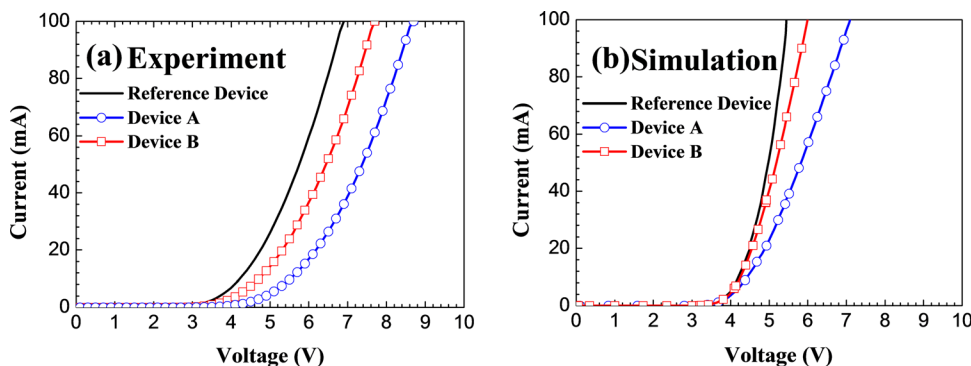 (a) Experiment
Reference Device
Device A
Device B
Current (mA)
100
80
60
40
20
0
0 1 2 3 4 5 6 7 8 9 10
Voltage (V)
(b) Simulation
Reference Device
Device A
Device B
Current (mA)
100
80
60
40
20
0
0 1 2 3 4 5 6 7 8 9 10
Voltage (V)